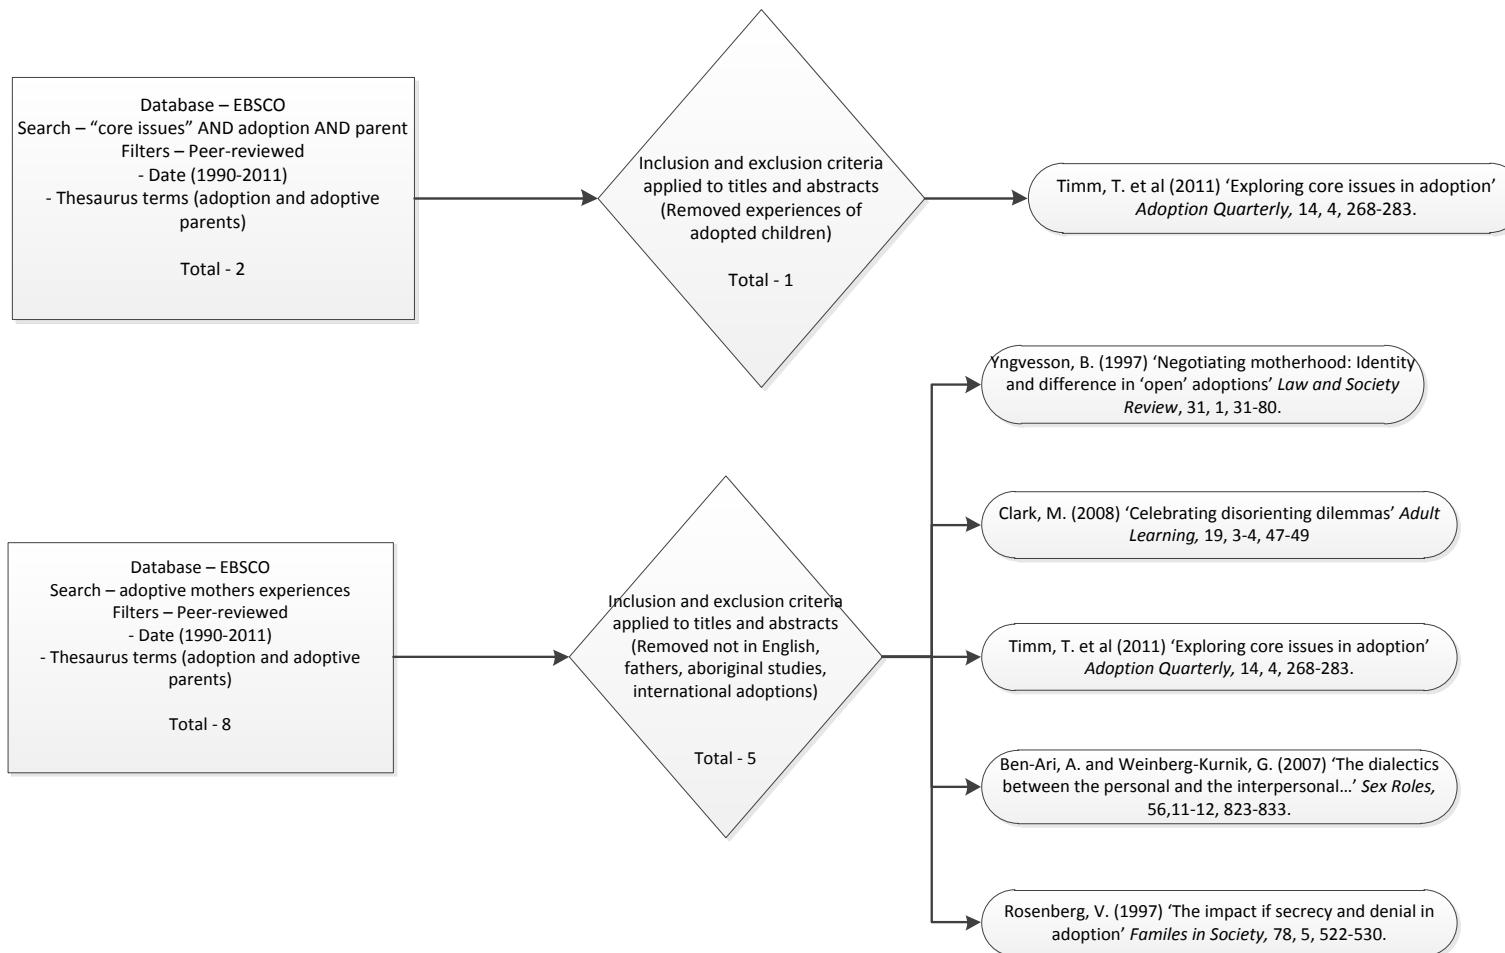 Database – EBSCO
Search – “core issues” AND adoption AND parent
Filters – Peer-reviewed
- Date (1990-2011)
- Thesaurus terms (adoption and adoptive
parents)
Total - 2
Inclusion and exclusion criteria
applied to titles and abstracts
(Removed experiences of
adopted children)
Total - 1
Timm, T. et al (2011) ‘Exploring core issues in adoption’
Adoption Quarterly, 14, 4, 268-283.
Database – EBSCO
Search – adoptive mothers experiences
Filters – Peer-reviewed
- Date (1990-2011)
- Thesaurus terms (adoption and adoptive
parents)
Total - 8
Inclusion and exclusion criteria
applied to titles and abstracts
(Removed not in English,
fathers, aboriginal studies,
international adoptions)
Total - 5
Yngvesson, B. (1997) ‘Negotiating motherhood: Identity
and difference in ‘open’ adoptions’ Law and Society
Review, 31, 1, 31-80.
Clark, M. (2008) ‘Celebrating disorienting dilemmas’ Adult
Learning, 19, 3-4, 47-49
Timm, T. et al (2011) ‘Exploring core issues in adoption’
Adoption Quarterly, 14, 4, 268-283.
Ben-Ari, A. and Weinberg-Kurnik, G. (2007) ‘The dialectics
between the personal and the interpersonal…’ Sex Roles,
56,11-12, 823-833.
Rosenberg, V. (1997) ‘The impact if secrecy and denial in
adoption’ Familes in Society, 78, 5, 522-530.